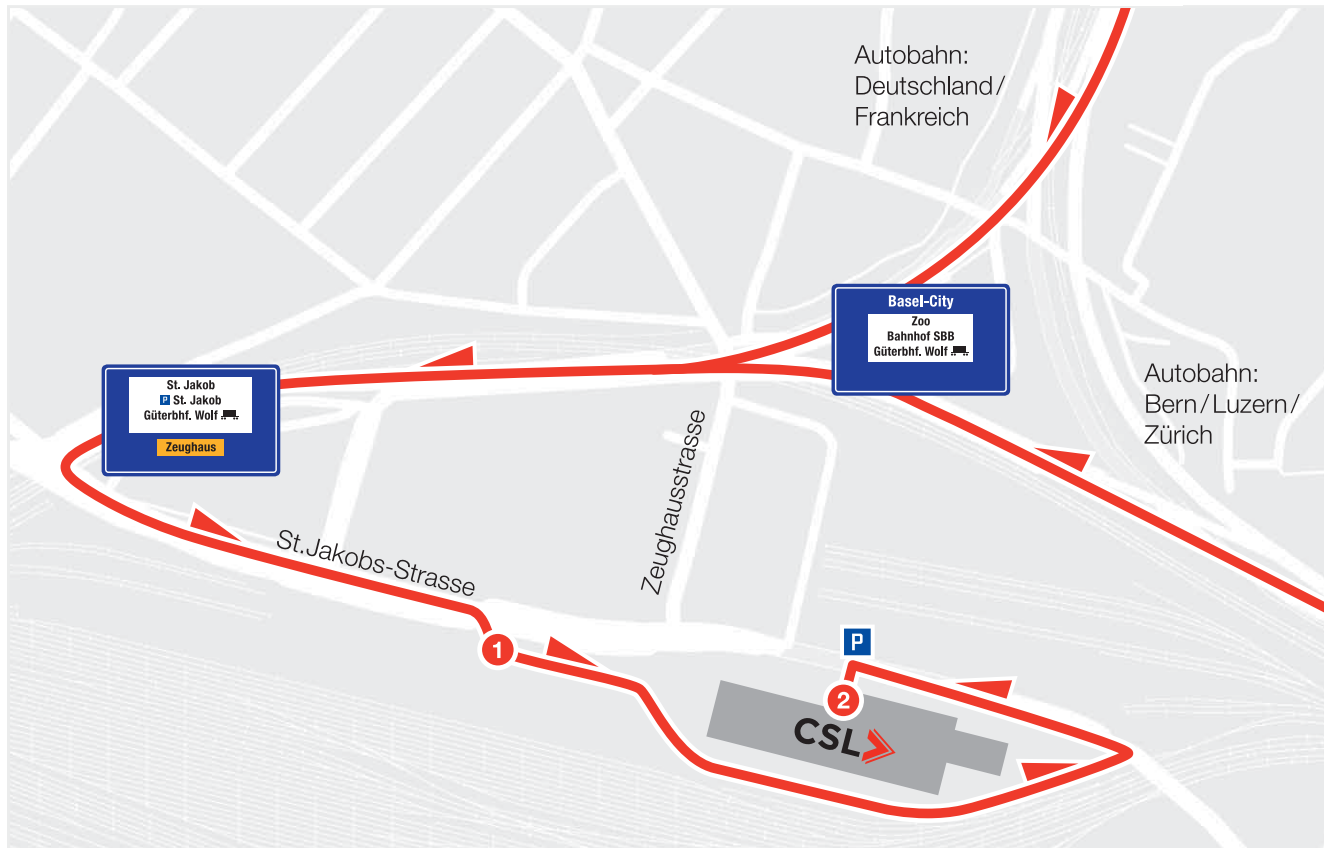 Autobahn:
Deutschland/
Frankreich
Basel-City
Zoo
Bahnhof SBB
Güterbhf. Wolf
St. Jakob
P St. Jakob
Güterbhf. Wolf
Zeughaus
Autobahn:
Bern/Luzern/
Zürich
Zeughausstrasse
St.Jakobs-Strasse
1
P
2
CSL